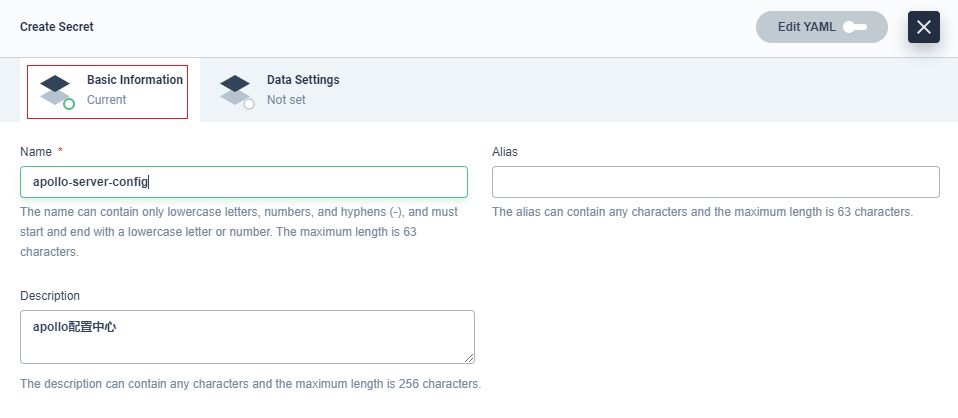 Create Secret
Edit YAML
Basic Information
Current
Data Settings
Not set
Name *
apollo-server-config
The name can contain only lowercase letters, numbers, and hyphens (-), and must
start and end with a lowercase letter or number. The maximum length is 63
characters.
Alias
The alias can contain any characters and the maximum length is 63 characters.
Description
apollo配置中心
The description can contain any characters and the maximum length is 256 characters.